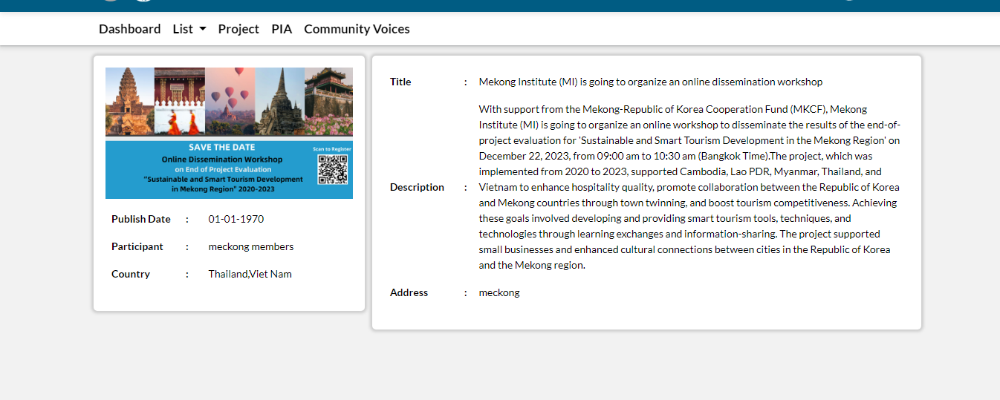 Dashboard List Project PIA Community Voices
SAVE THE DATE
Scan to Register
Online Dissemination Workshop
on End of Project Evaluation
"Sustainable and Smart Tourism Development
in Mekong Region" 2020-2023
Publish Date : 01-01-1970
Participant : meckong members
Country : Thailand,Viet Nam
Title : Mekong Institute (MI) is going to organize an online dissemination workshop
With support from the Mekong-Republic of Korea Cooperation Fund (MKCF), Mekong
Institute (MI) is going to organize an online workshop to disseminate the results of the end-of-
project evaluation for 'Sustainable and Smart Tourism Development in the Mekong Region' on
December 22, 2023, from 09:00 am to 10:30 am (Bangkok Time).The project, which was
implemented from 2020 to 2023, supported Cambodia, Lao PDR, Myanmar, Thailand, and
Description : Vietnam to enhance hospitality quality, promote collaboration between the Republic of Korea
and Mekong countries through town twinning, and boost tourism competitiveness. Achieving
these goals involved developing and providing smart tourism tools, techniques, and
technologies through learning exchanges and information-sharing. The project supported
small businesses and enhanced cultural connections between cities in the Republic of Korea
and the Mekong region.
Address : meckong